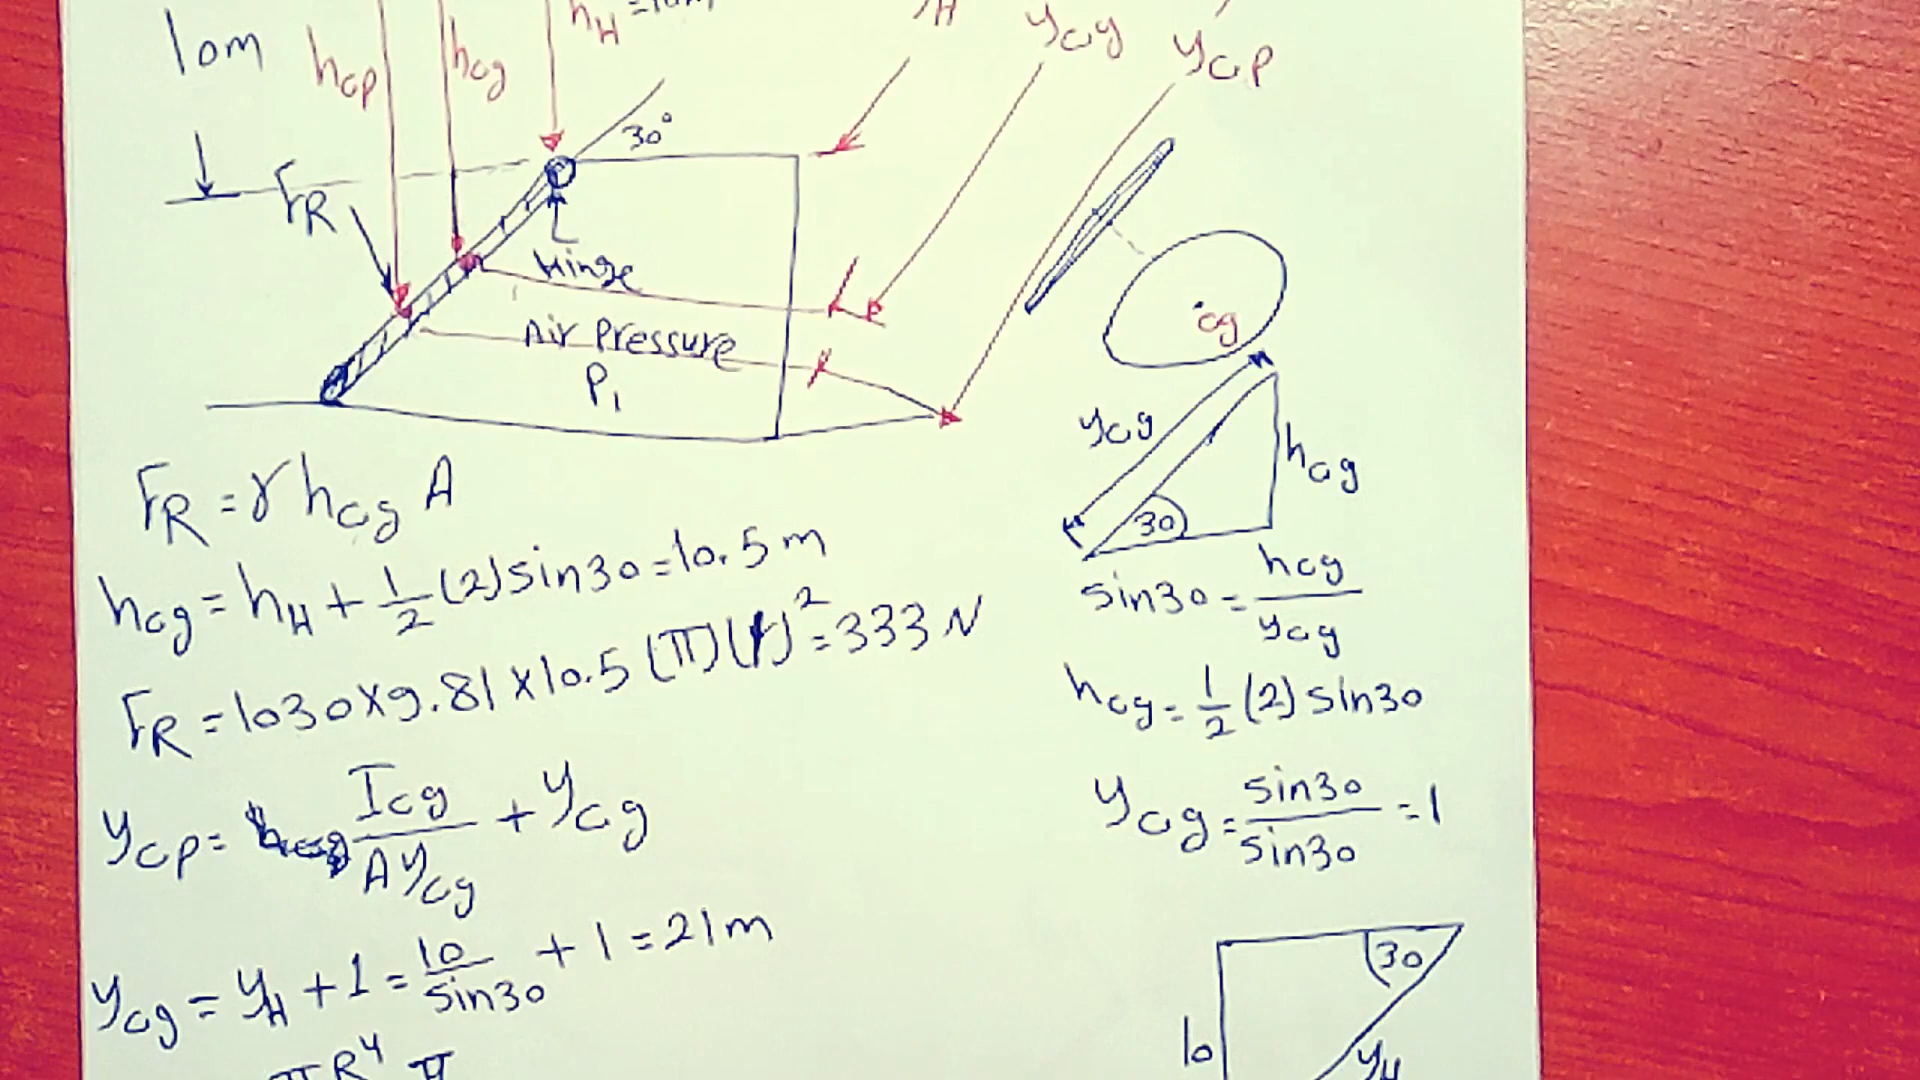 10m
hcp
hcg
hH =10m
H
ycg
ycp
30°
FR
Hinge
Air Pressure
P1
cg
FR = γ hcg A
hcg = hH + 1/2 (2) sin30 = 10.5 m
FR = 1030 x 9.81 x 10.5 (π)(1)² = 333 N
ycp = Icg / A ycg + ycg
ycg = yH + 1 = 10 / sin30 + 1 = 21m
πR⁴ π
ycg
hcg
30
sin30 = hcg / ycg
hcg = 1/2 (2) sin30
ycg = sin30 / sin30 = 1
30
10
yH